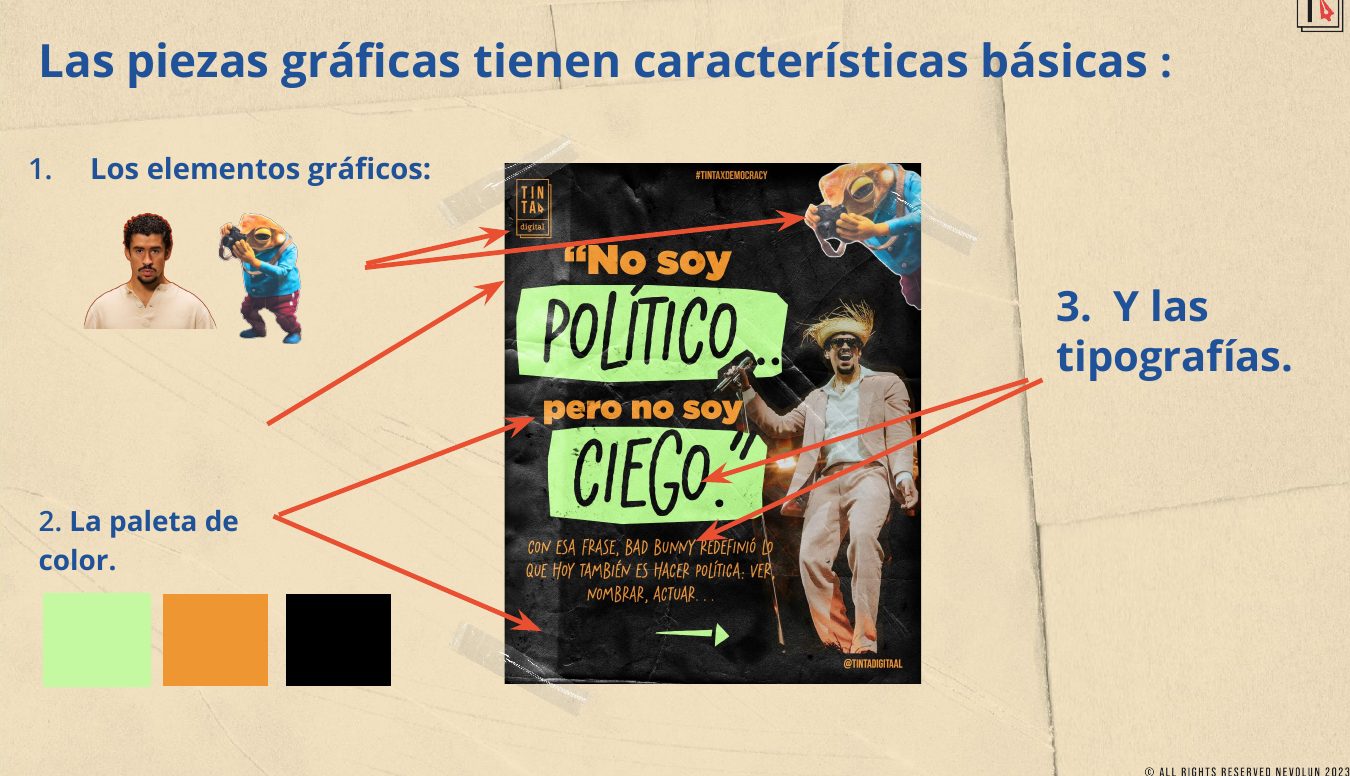 Las piezas gráficas tienen características básicas :
1. Los elementos gráficos:
#TINTAXDEMOCRACY
TIN
TA
digital
“No soy
POLÍTICO...
pero no soy
CIEGO.”
CON ESA FRASE, BAD BUNNY REDEFINIÓ LO
QUE HOY TAMBIÉN ES HACER POLÍTICA: VER,
NOMBRAR, ACTUAR...
@TINTADIGITAAL
2. La paleta de
color.
3. Y las
tipografías.
© ALL RIGHTS RESERVED NEVOLUN 2023